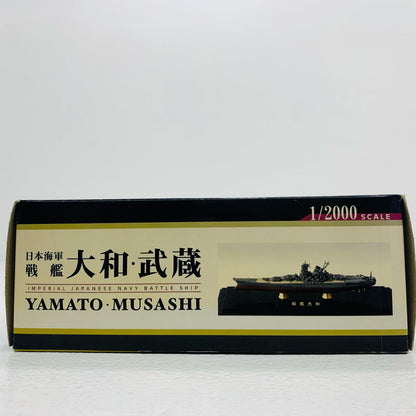 1/2000 SCALE
日本海軍
戦艦 大和・武蔵
IMPERIAL JAPANESE NAVY BATTLE SHIP
YAMATO・MUSASHI
戦艦大和